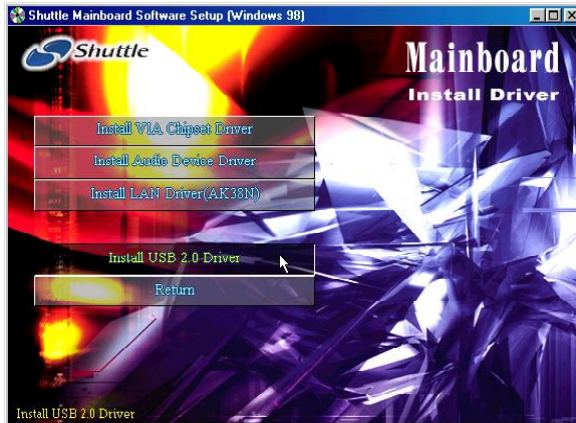 Shuttle Mainboard Software Setup (Windows 98)
Shuttle
Mainboard
Install Driver
Install VIA Chipset Driver
Install Audio Device Driver
Install LAN Driver(AK38N)
Install USB 2.0 Driver
Return
Install USB 2.0 Driver